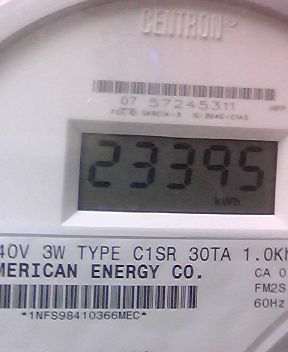 CENTRON
07 57245311
23395
kWh
40V 3W TYPE C1SR 30TA 1.0Kh
MERICAN ENERGY CO.
CA 0
FM2S
60Hz
*1NFS98410366MEC*